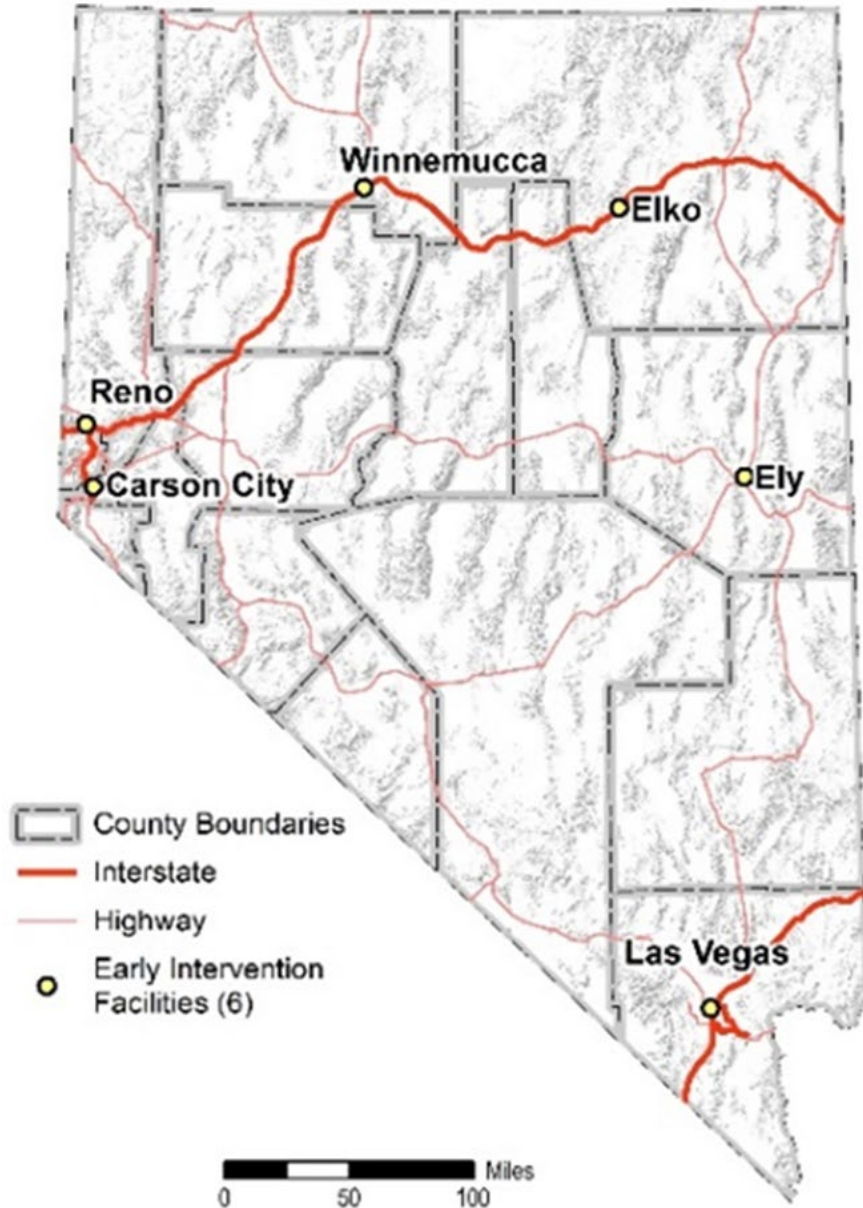 Winnemucca
Elko
Reno
Carson City
Ely
County Boundaries
Interstate
Highway
Early Intervention
Facilities (6)
Las Vegas
Miles
0 50 100